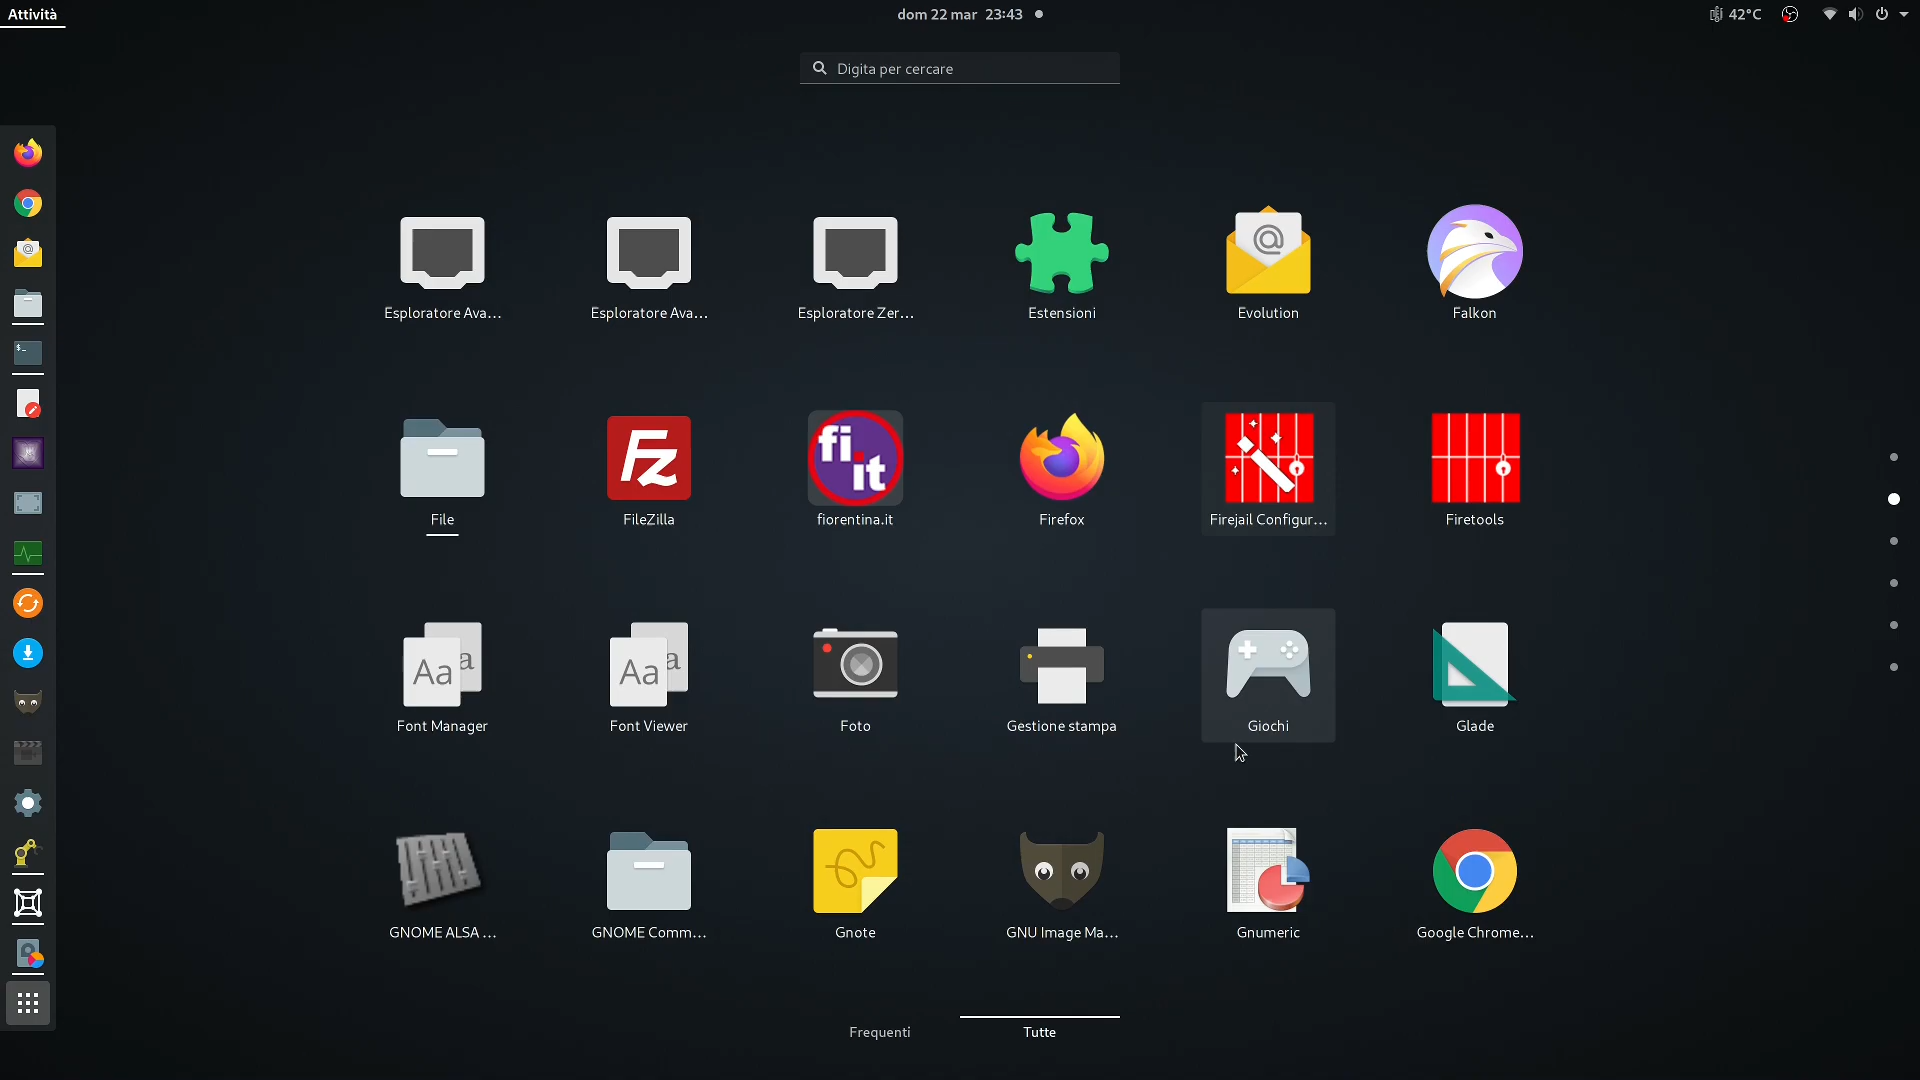 Attività
dom 22 mar 23:43
42°C
Digita per cercare
Esploratore Ava...
Esploratore Ava...
Esploratore Zer...
Estensioni
Evolution
Falkon
fi.it
File
FileZilla
fiorentina.it
Firefox
Firejail Configur...
Firetools
Font Manager
Font Viewer
Foto
Gestione stampa
Giochi
Glade
GNOME ALSA ...
GNOME Comm...
Gnote
GNU Image Ma...
Gnumeric
Google Chrome...
Frequenti
Tutte